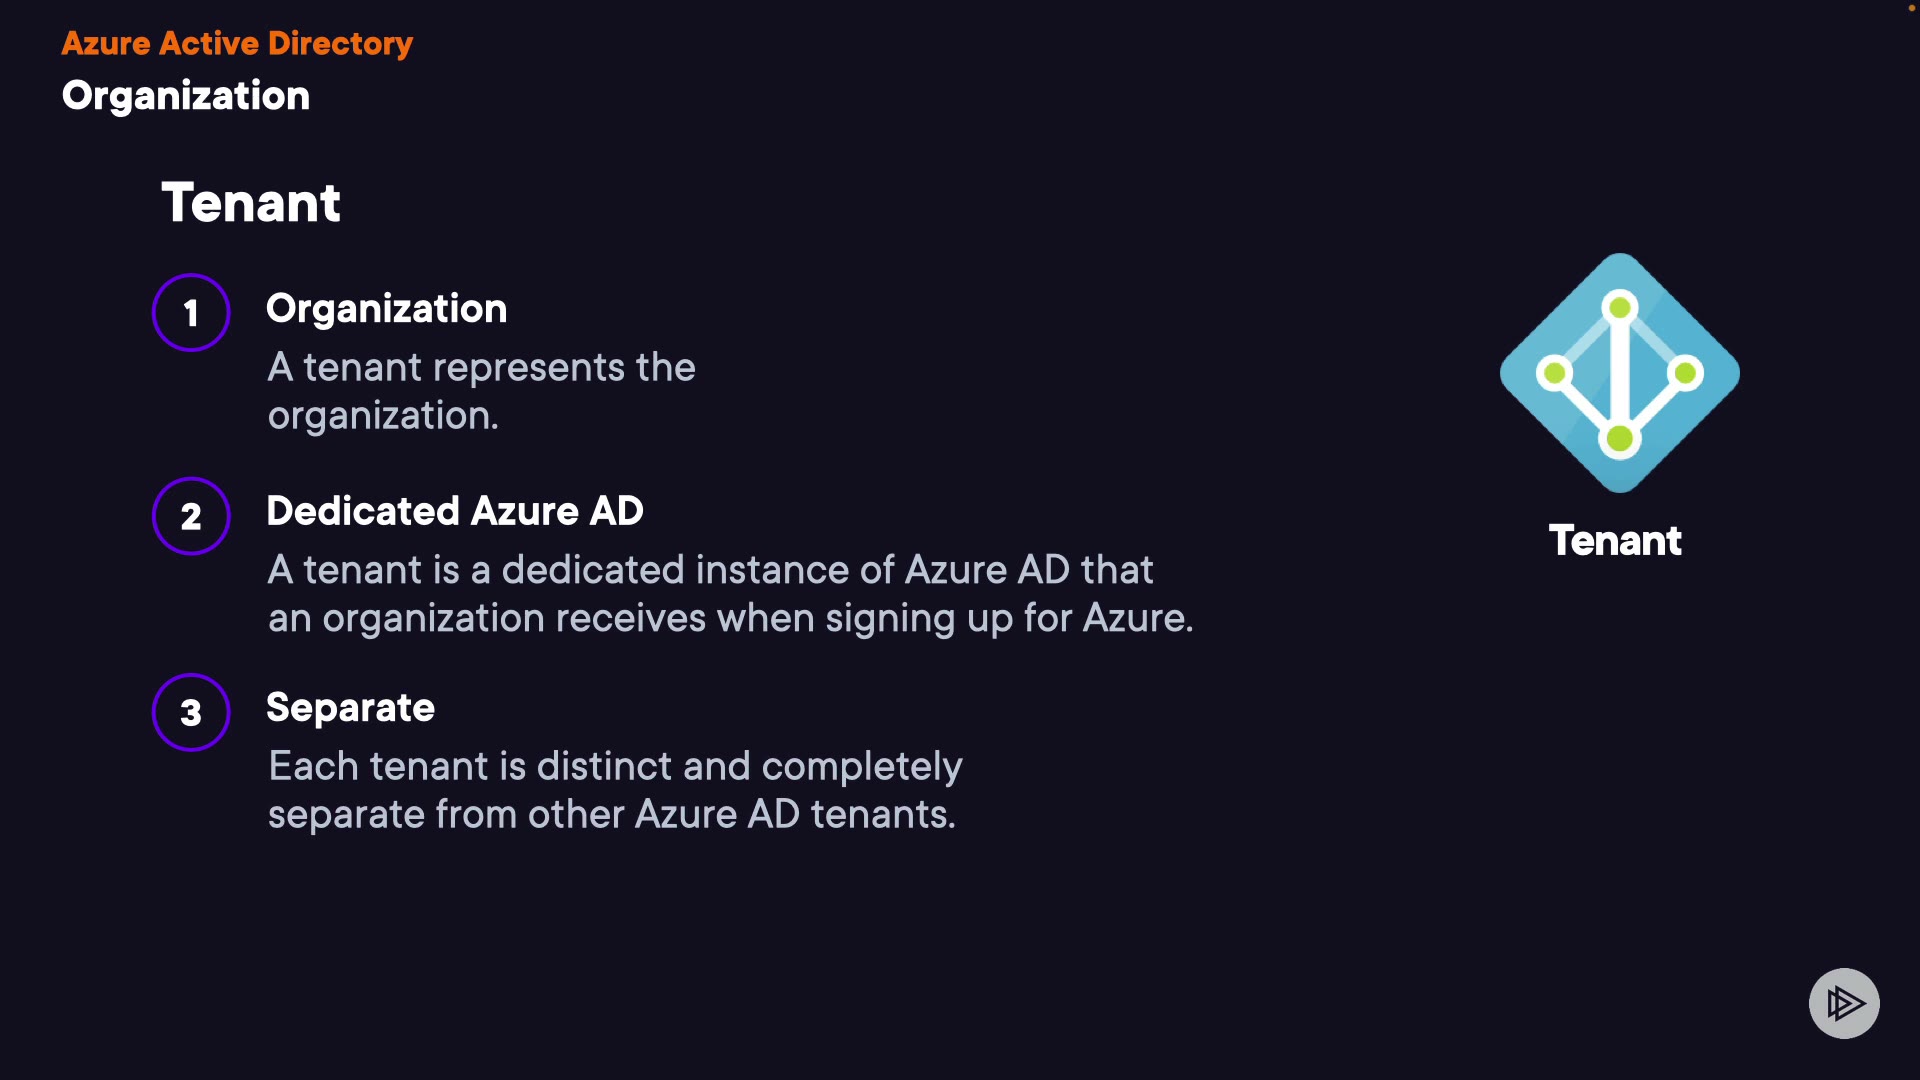 Azure Active Directory
Organization
Tenant
1
Organization
A tenant represents the
organization.
2
Dedicated Azure AD
A tenant is a dedicated instance of Azure AD that
an organization receives when signing up for Azure.
3
Separate
Each tenant is distinct and completely
separate from other Azure AD tenants.
Tenant